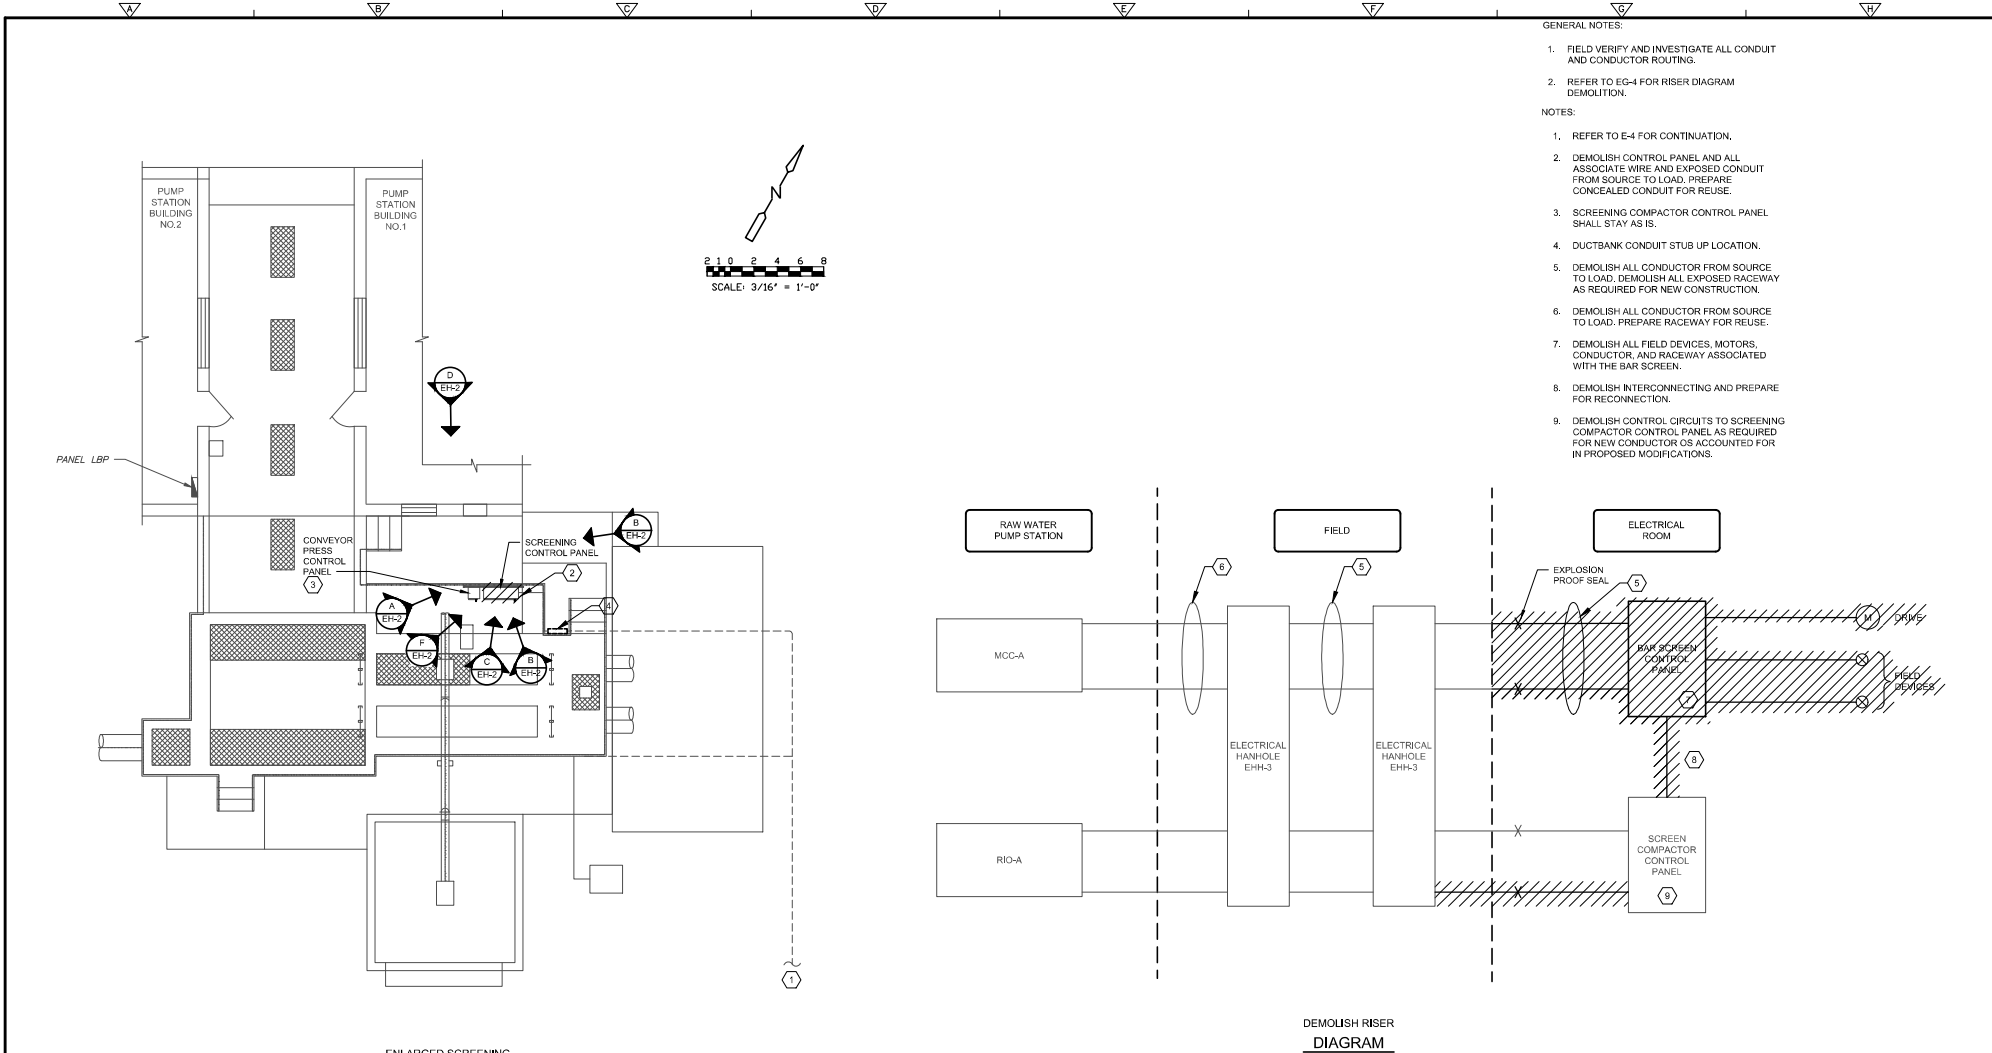 A
B
C
D
E
F
G
H
GENERAL NOTES:
1. FIELD VERIFY AND INVESTIGATE ALL CONDUIT
AND CONDUCTOR ROUTING.
2. REFER TO EG-4 FOR RISER DIAGRAM
DEMOLITION.
NOTES:
1. REFER TO E-4 FOR CONTINUATION.
2. DEMOLISH CONTROL PANEL AND ALL
ASSOCIATE WIRE AND EXPOSED CONDUIT
FROM SOURCE TO LOAD. PREPARE
CONCEALED CONDUIT FOR REUSE.
3. SCREENING COMPACTOR CONTROL PANEL
SHALL STAY AS IS.
4. DUCTBANK CONDUIT STUB UP LOCATION.
5. DEMOLISH ALL CONDUCTOR FROM SOURCE
TO LOAD. DEMOLISH ALL EXPOSED RACEWAY
AS REQUIRED FOR NEW CONSTRUCTION.
6. DEMOLISH ALL CONDUCTOR FROM SOURCE
TO LOAD. PREPARE RACEWAY FOR REUSE.
7. DEMOLISH ALL FIELD DEVICES, MOTORS,
CONDUCTOR, AND RACEWAY ASSOCIATED
WITH THE BAR SCREEN.
8. DEMOLISH INTERCONNECTING AND PREPARE
FOR RECONNECTION.
9. DEMOLISH CONTROL CIRCUITS TO SCREENING
COMPACTOR CONTROL PANEL AS REQUIRED
FOR NEW CONDUCTOR OS ACCOUNTED FOR
IN PROPOSED MODIFICATIONS.
PUMP
STATION
BUILDING
NO.2
PUMP
STATION
BUILDING
NO.1
N
2 1 0 2 4 6 8
SCALE: 3/16" = 1'-0"
D
EH-2
PANEL LBP
B
EH-2
CONVEYOR
PRESS
CONTROL
PANEL
3
SCREENING
CONTROL PANEL
2
4
A
EH-2
F
EH-2
C
EH-2
B
EH-2
1
ENLARGED SCREENING
RAW WATER
PUMP STATION
FIELD
ELECTRICAL
ROOM
6
5
EXPLOSION
PROOF SEAL
5
MCC-A
BAR SCREEN
CONTROL
PANEL
7
M
DRIVE
FIELD
DEVICES
ELECTRICAL
HANHOLE
EHH-3
ELECTRICAL
HANHOLE
EHH-3
8
RIO-A
SCREEN
COMPACTOR
CONTROL
PANEL
9
DEMOLISH RISER
DIAGRAM